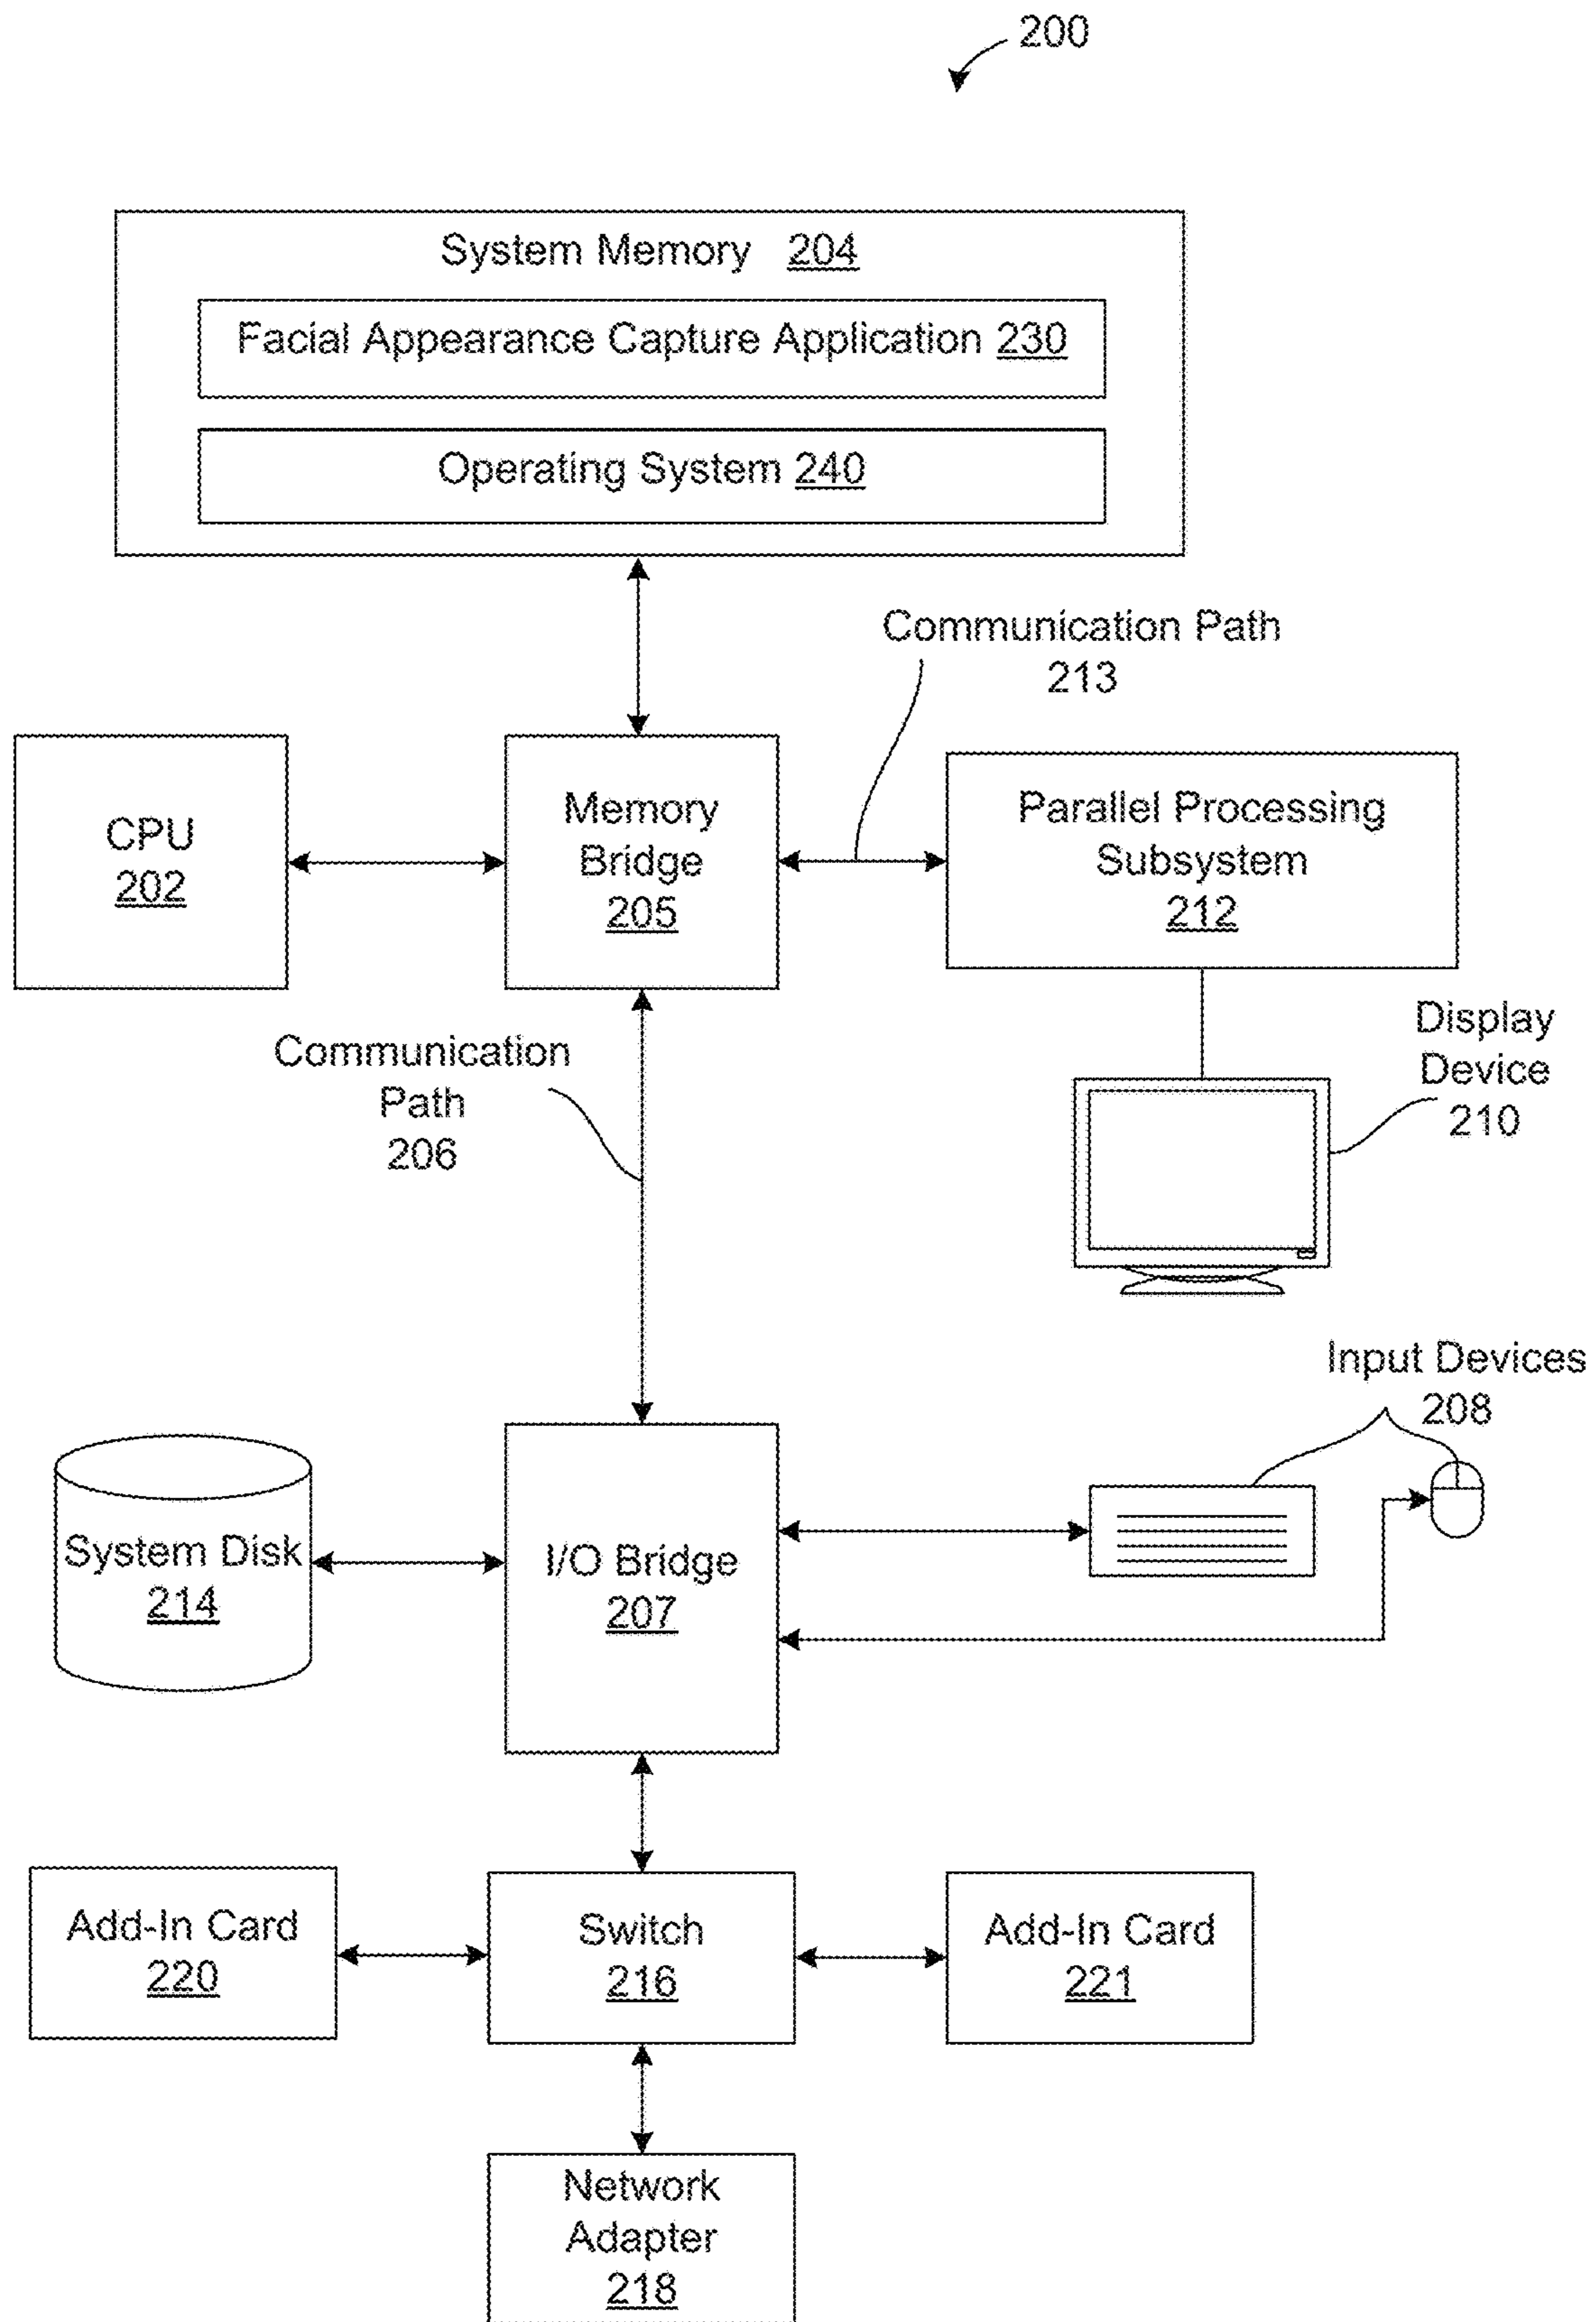 200
System Memory 204
Facial Appearance Capture Application 230
Operating System 240
Communication Path
213
CPU
202
Memory
Bridge
205
Parallel Processing
Subsystem
212
Communication
Path
206
Display
Device
210
Input Devices
208
System Disk
214
I/O Bridge
207
Add-In Card
220
Switch
216
Add-In Card
221
Network
Adapter
218